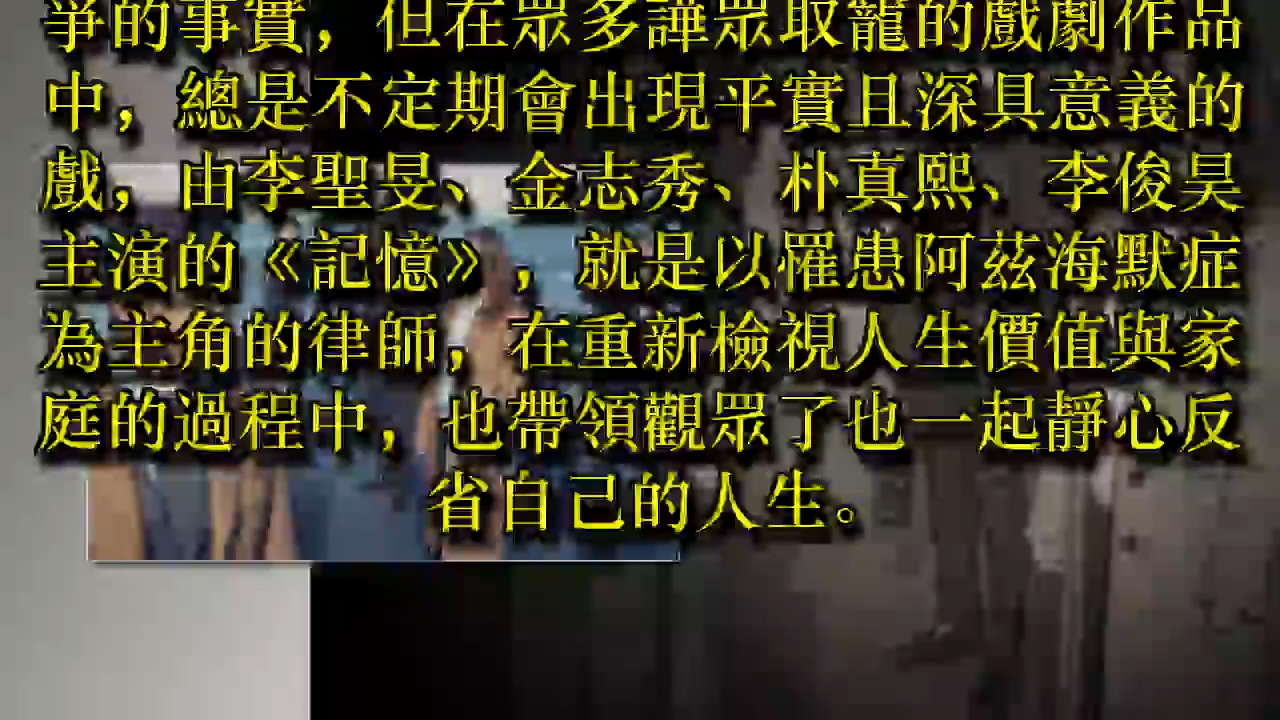 爭的事實，但在眾多譁眾取寵的戲劇作品
中，總是不定期會出現平實且深具意義的
戲，由李聖旻、金志秀、朴真熙、李俊昊
主演的《記憶》，就是以罹患阿茲海默症
為主角的律師，在重新檢視人生價值與家
庭的過程中，也帶領觀眾了也一起靜心反
省自己的人生。